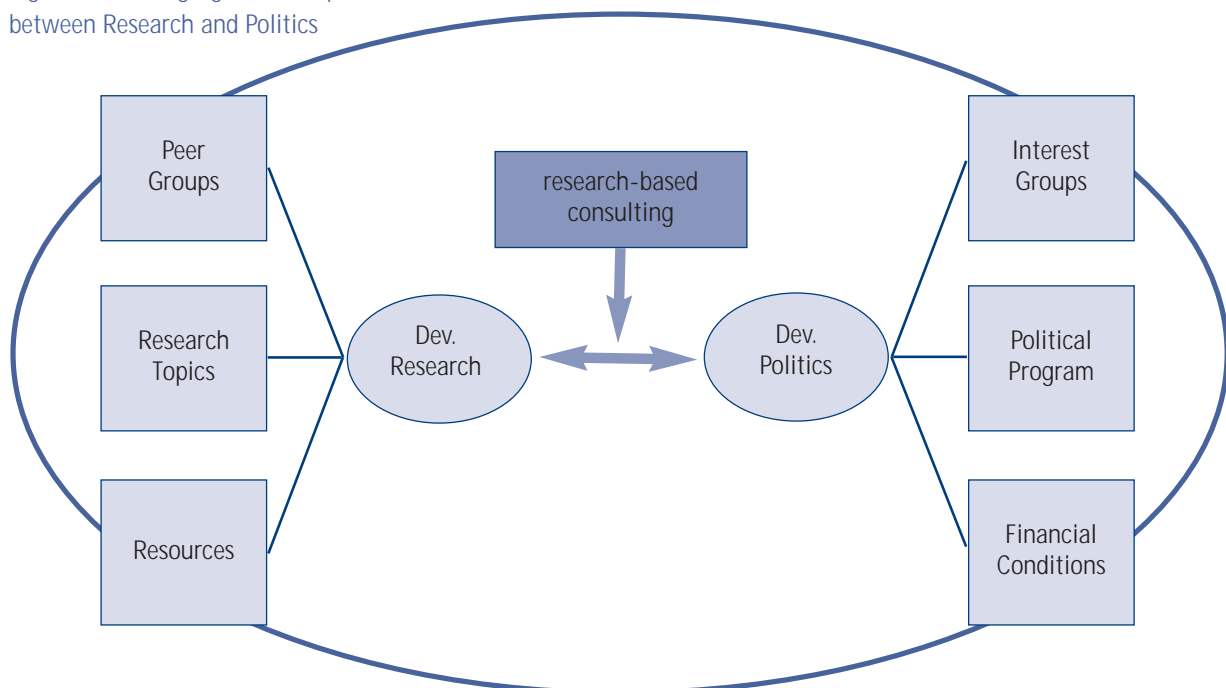 between Research and Politics
Peer
Groups
research-based
consulting
Interest
Groups
Research
Topics
Dev.
Research
Dev.
Politics
Political
Program
Resources
Financial
Conditions